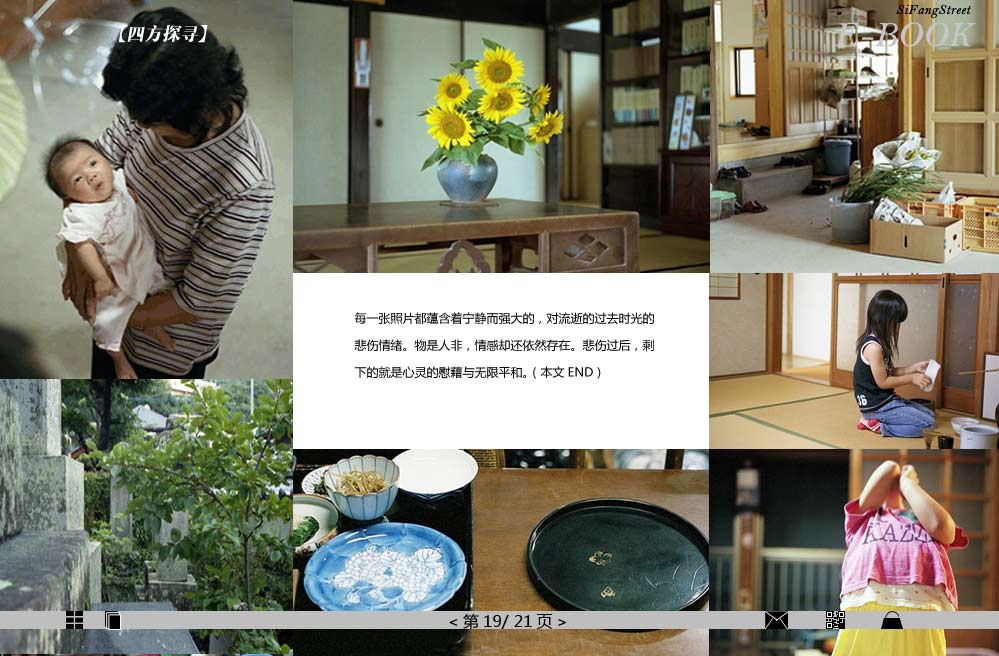 【四方探寻】
SiFangStreet
E-BOOK
每一张照片都蕴含着宁静而强大的，对流逝的过去时光的
悲伤情绪。物是人非，情感却还依然存在。悲伤过后，剩
下的就是心灵的慰藉与无限平和。（本文 END）
16
KAZZ
< 第 19/ 21 页 >